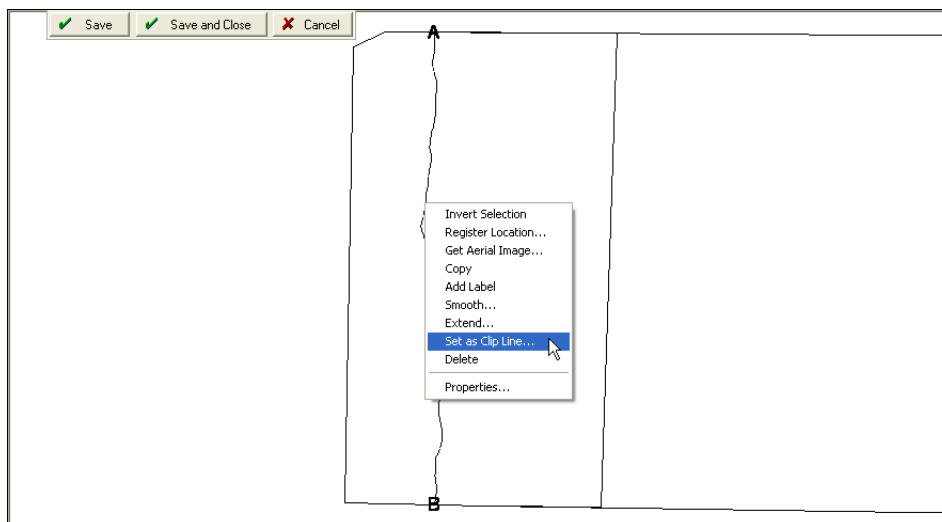 Save Save and Close Cancel
A
Invert Selection
Register Location...
Get Aerial Image...
Copy
Add Label
Smooth...
Extend...
Set as Clip Line...
Delete
Properties...
B